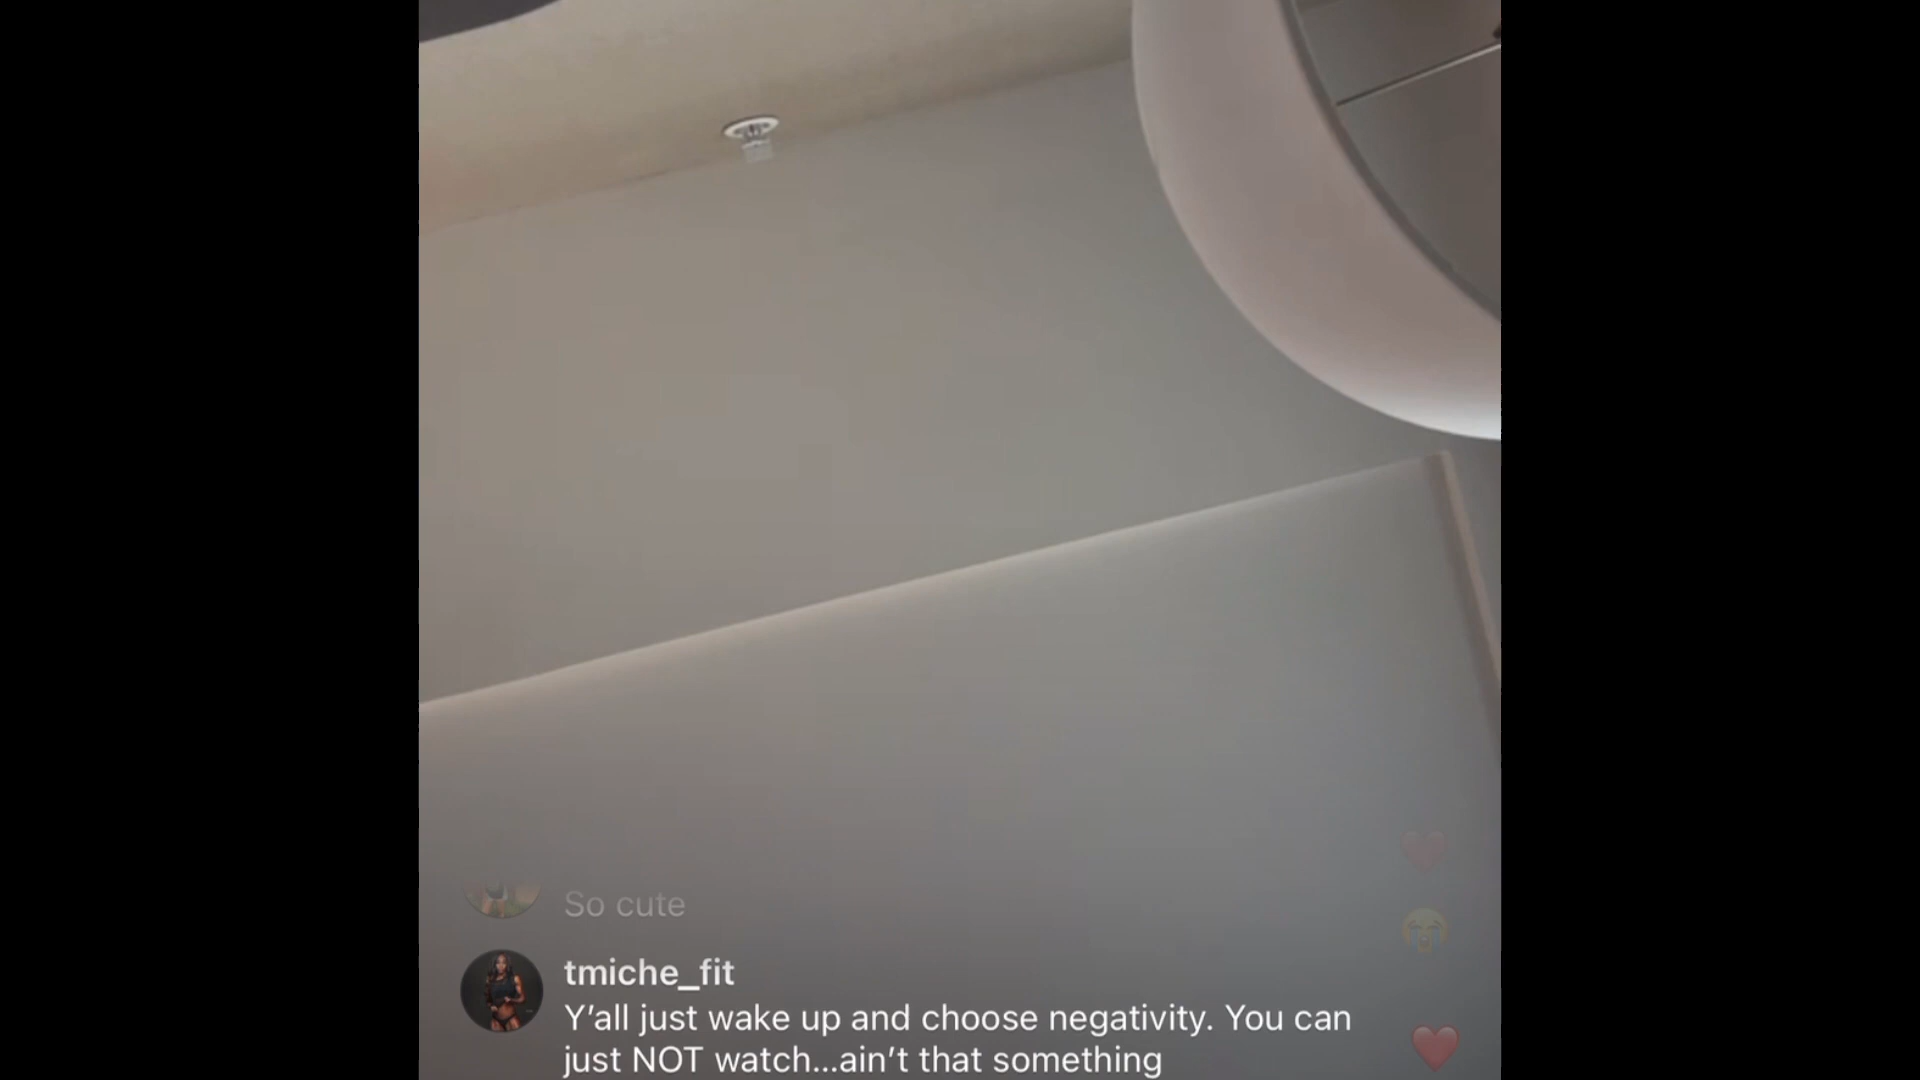 So cute
tmiche_fit
Y’all just wake up and choose negativity. You can
just NOT watch...ain’t that something